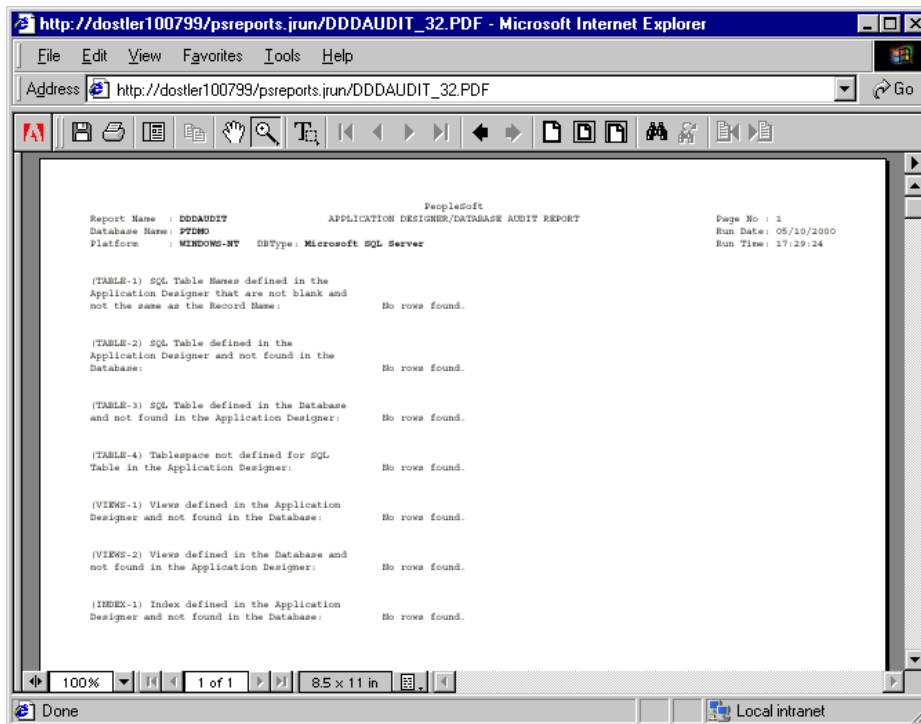 http://dostler100799/psreports.jrun/DDDAUDIT_32.PDF - Microsoft Internet Explorer
File Edit View Favorites Tools Help
Address http://dostler100799/psreports.jrun/DDDAUDIT_32.PDF Go
PeopleSoft
Report Name : DDDAUDIT APPLICATION DESIGNER/DATABASE AUDIT REPORT Page No : 1
Database Name: PTDMO Run Date: 05/10/2000
Platform : WINDOWS-NT DBType: Microsoft SQL Server Run Time: 17:29:24
(TABLE-1) SQL Table Names defined in the
Application Designer that are not blank and
not the same as the Record Name: No rows found.
(TABLE-2) SQL Table defined in the
Application Designer and not found in the
Database: No rows found.
(TABLE-3) SQL Table defined in the Database
and not found in the Application Designer: No rows found.
(TABLE-4) Tablespace not defined for SQL
Table in the Application Designer: No rows found.
(VIEWS-1) Views defined in the Application
Designer and not found in the Database: No rows found.
(VIEWS-2) Views defined in the Database and
not found in the Application Designer: No rows found.
(INDEX-1) Index defined in the Application
Designer and not found in the Database: No rows found.
100% 1 of 1 8.5 x 11 in
Done Local intranet